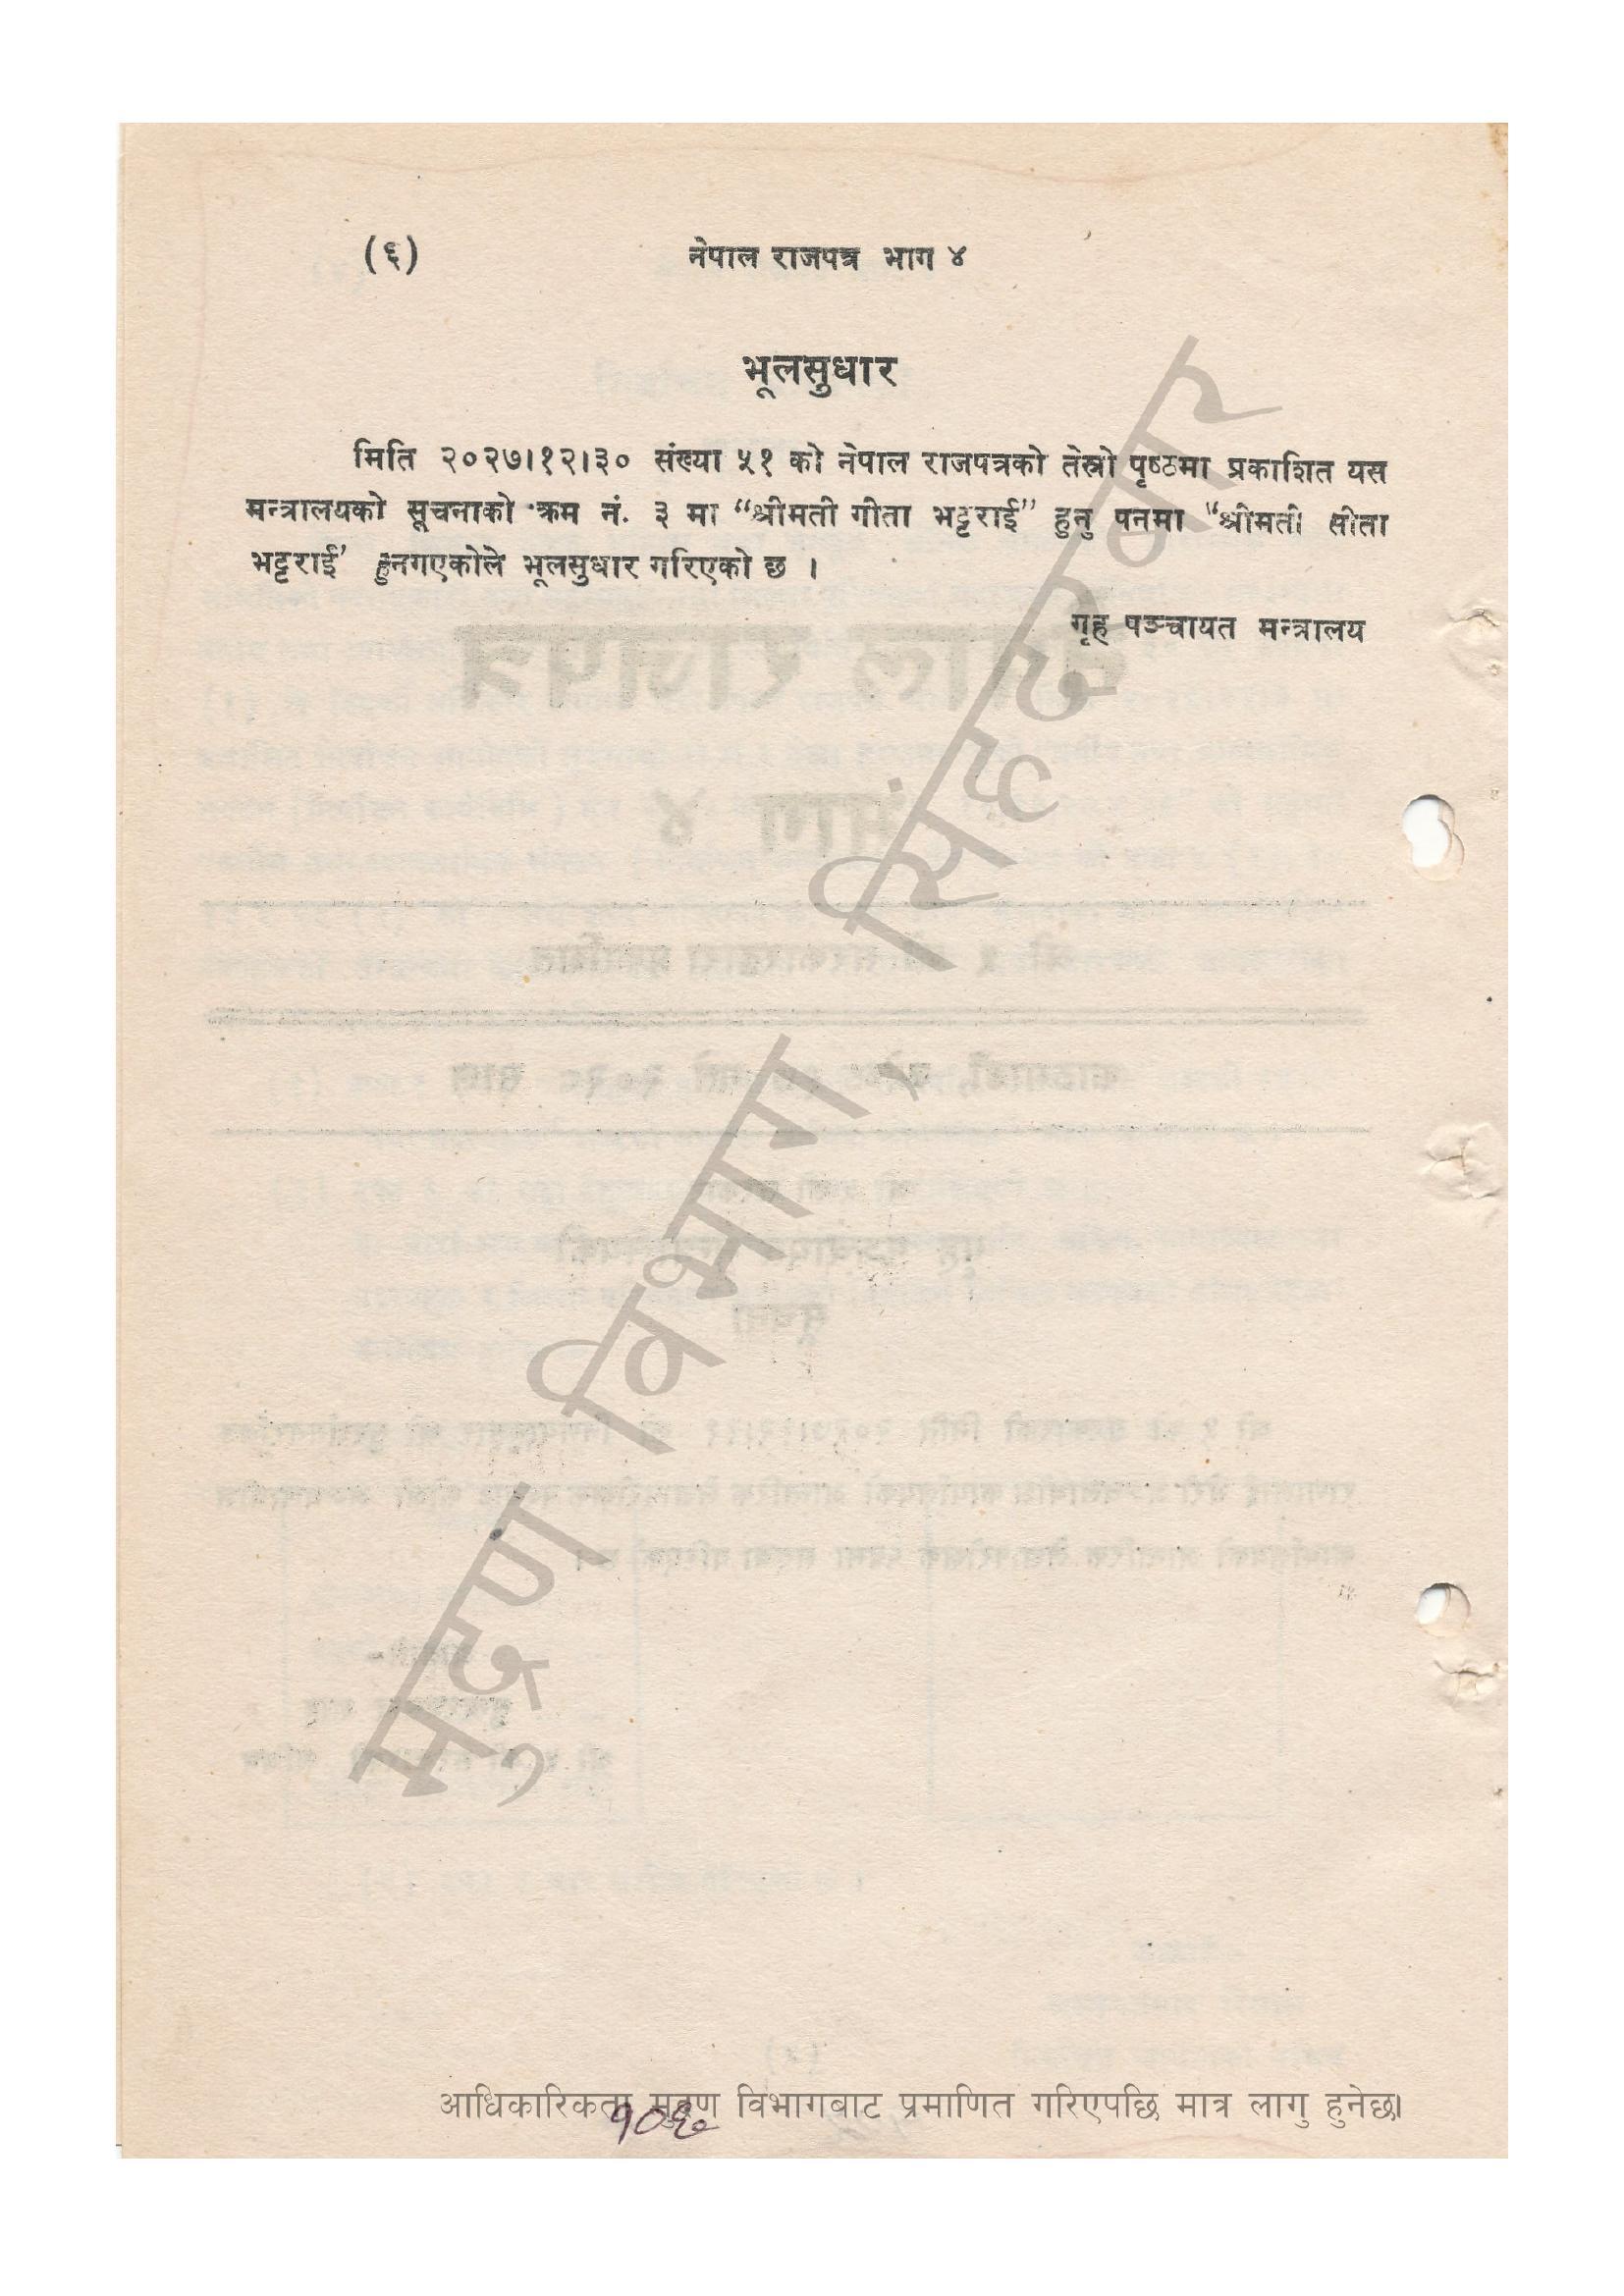 (६) नेपाल राजपत्र भाग ४
भूलसुधार
मिति २०२७।१२।३० संख्या ५१ को नेपाल राजपत्रको तेस्रो पृष्ठमा प्रकाशित यस
मन्त्रालयको सूचनाको क्रम नं. ३ मा “श्रीमती गीता भट्टराई” हुनु पनमा “श्रीमती सीता
भट्टराई’ हुनगएकोले भूलसुधार गरिएको छ ।
गृह पञ्चायत मन्त्रालय
मुद्रण विभाग सिंहदरबार
आधिकारिकता मुद्रण विभागबाट प्रमाणित गरिएपछि मात्र लागु हुनेछ।
१०६